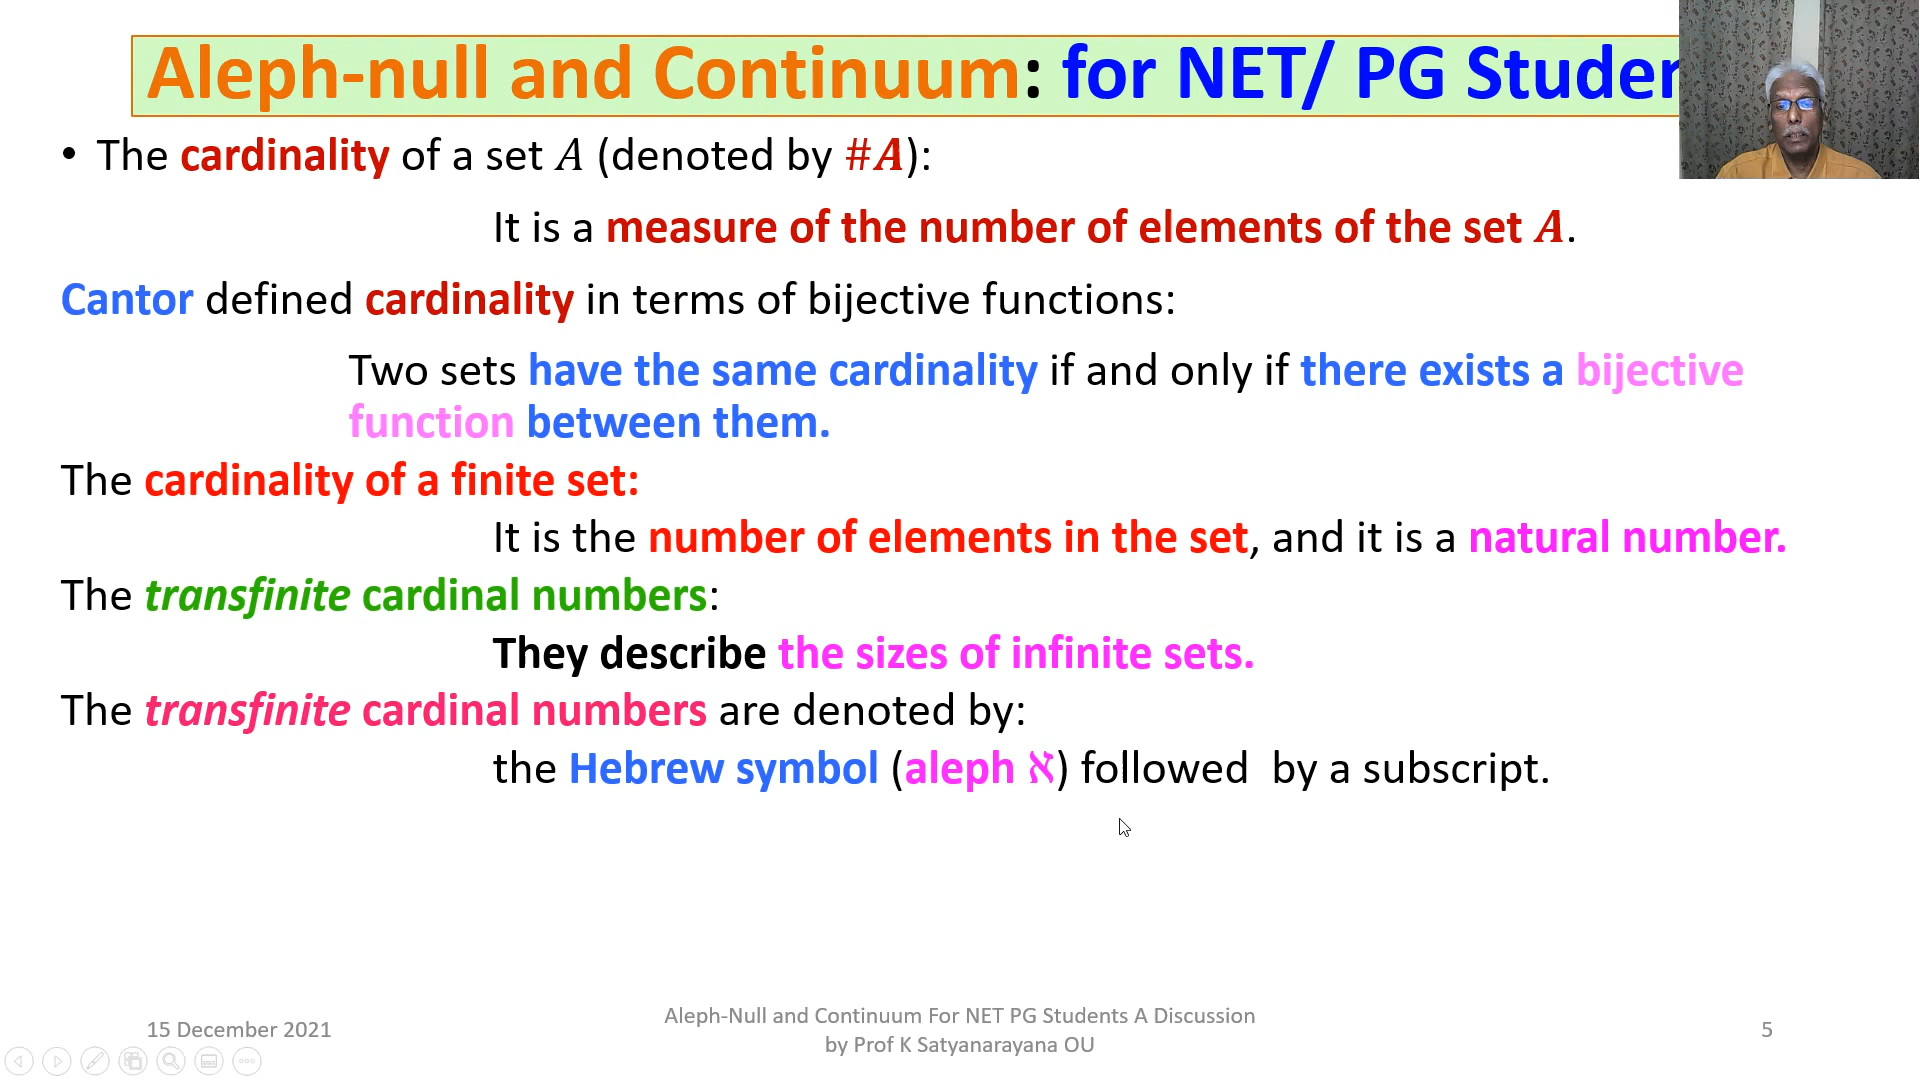 Aleph-null and Continuum: for NET/ PG Studen
• The cardinality of a set A (denoted by #A):
It is a measure of the number of elements of the set A.
Cantor defined cardinality in terms of bijective functions:
Two sets have the same cardinality if and only if there exists a bijective
function between them.
The cardinality of a finite set:
It is the number of elements in the set, and it is a natural number.
The transfinite cardinal numbers:
They describe the sizes of infinite sets.
The transfinite cardinal numbers are denoted by:
the Hebrew symbol (aleph ℵ) followed by a subscript.
15 December 2021
Aleph-Null and Continuum For NET PG Students A Discussion
by Prof K Satyanarayana OU
5